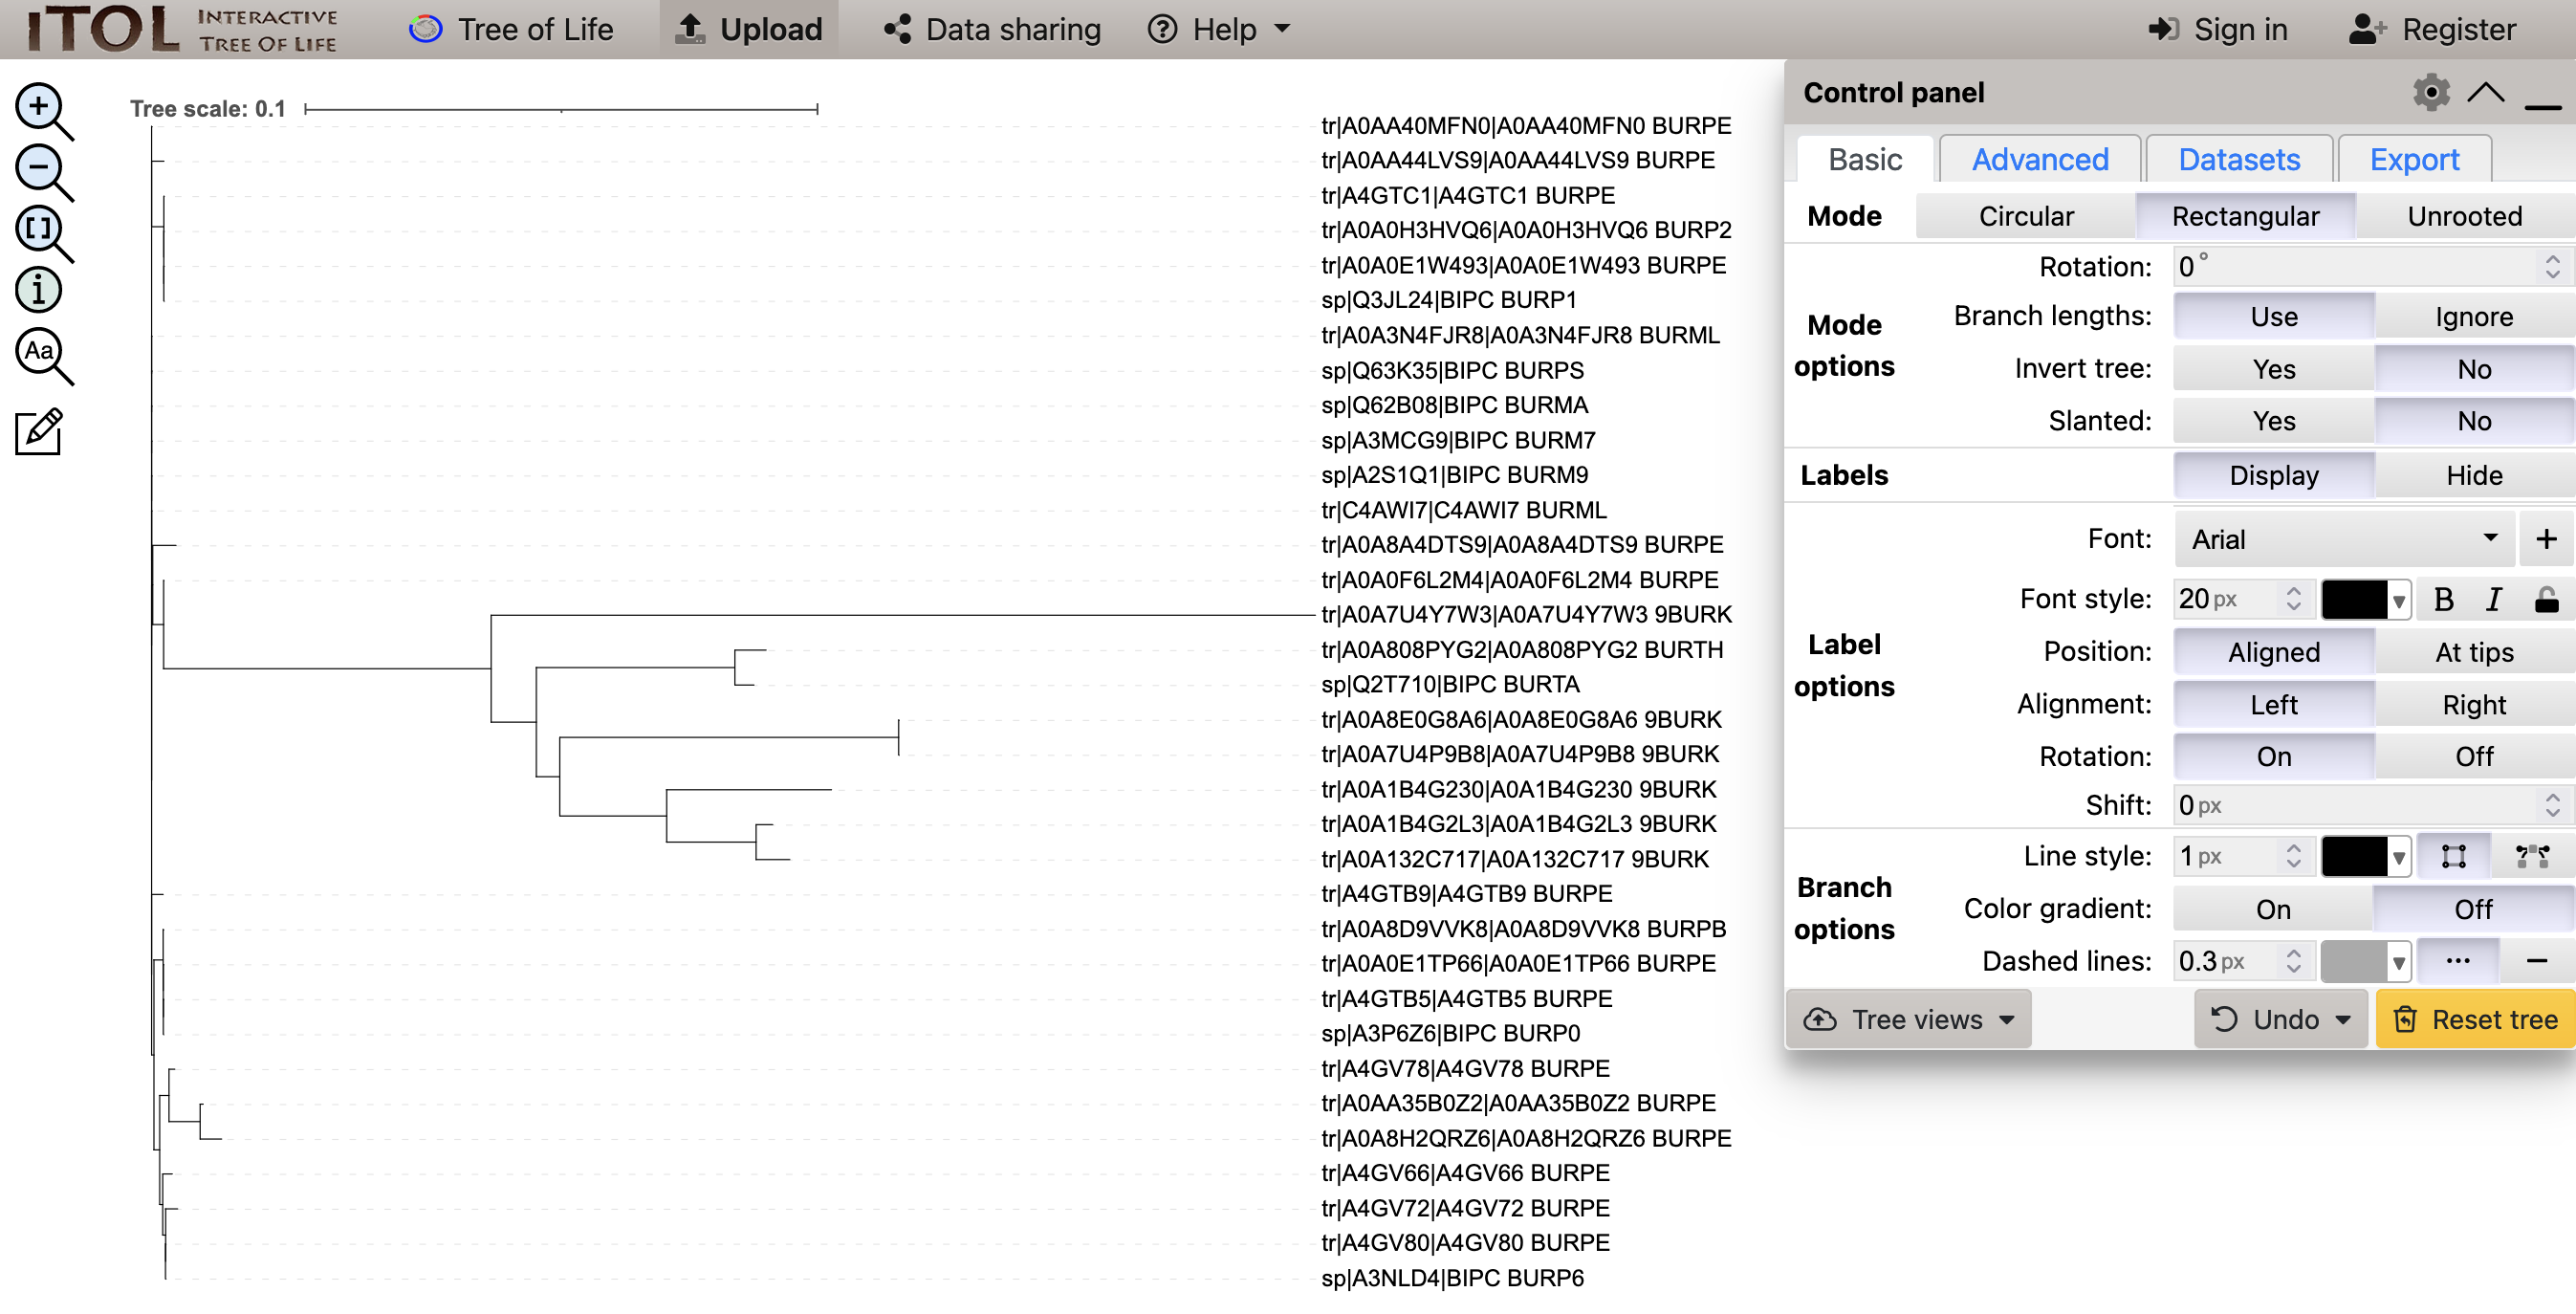 iTOL INTERACTIVE TREE OF LIFE
Tree of Life
Upload
Data sharing
Help
Sign in
Register
Tree scale: 0.1
tr|A0AA40MFN0|A0AA40MFN0 BURPE
tr|A0AA44LVS9|A0AA44LVS9 BURPE
tr|A4GTC1|A4GTC1 BURPE
tr|A0A0H3HVQ6|A0A0H3HVQ6 BURP2
tr|A0A0E1W493|A0A0E1W493 BURPE
sp|Q3JL24|BIPC BURP1
tr|A0A3N4FJR8|A0A3N4FJR8 BURML
sp|Q63K35|BIPC BURPS
sp|Q62B08|BIPC BURMA
sp|A3MCG9|BIPC BURM7
sp|A2S1Q1|BIPC BURM9
tr|C4AWI7|C4AWI7 BURML
tr|A0A8A4DTS9|A0A8A4DTS9 BURPE
tr|A0A0F6L2M4|A0A0F6L2M4 BURPE
tr|A0A7U4Y7W3|A0A7U4Y7W3 9BURK
tr|A0A808PYG2|A0A808PYG2 BURTH
sp|Q2T710|BIPC BURTA
tr|A0A8E0G8A6|A0A8E0G8A6 9BURK
tr|A0A7U4P9B8|A0A7U4P9B8 9BURK
tr|A0A1B4G230|A0A1B4G230 9BURK
tr|A0A1B4G2L3|A0A1B4G2L3 9BURK
tr|A0A132C717|A0A132C717 9BURK
tr|A4GTB9|A4GTB9 BURPE
tr|A0A8D9VVK8|A0A8D9VVK8 BURPB
tr|A0A0E1TP66|A0A0E1TP66 BURPE
tr|A4GTB5|A4GTB5 BURPE
sp|A3P6Z6|BIPC BURP0
tr|A4GV78|A4GV78 BURPE
tr|A0AA35B0Z2|A0AA35B0Z2 BURPE
tr|A0A8H2QRZ6|A0A8H2QRZ6 BURPE
tr|A4GV66|A4GV66 BURPE
tr|A4GV72|A4GV72 BURPE
tr|A4GV80|A4GV80 BURPE
sp|A3NLD4|BIPC BURP6
Control panel
Basic Advanced Datasets Export
Mode Circular Rectangular Unrooted
Mode options
Rotation: 0°
Branch lengths: Use Ignore
Invert tree: Yes No
Slanted: Yes No
Labels Display Hide
Label options
Font: Arial +
Font style: 20 px B I
Position: Aligned At tips
Alignment: Left Right
Rotation: On Off
Shift: 0 px
Branch options
Line style: 1 px
Color gradient: On Off
Dashed lines: 0.3 px
Tree views Undo Reset tree
Aa